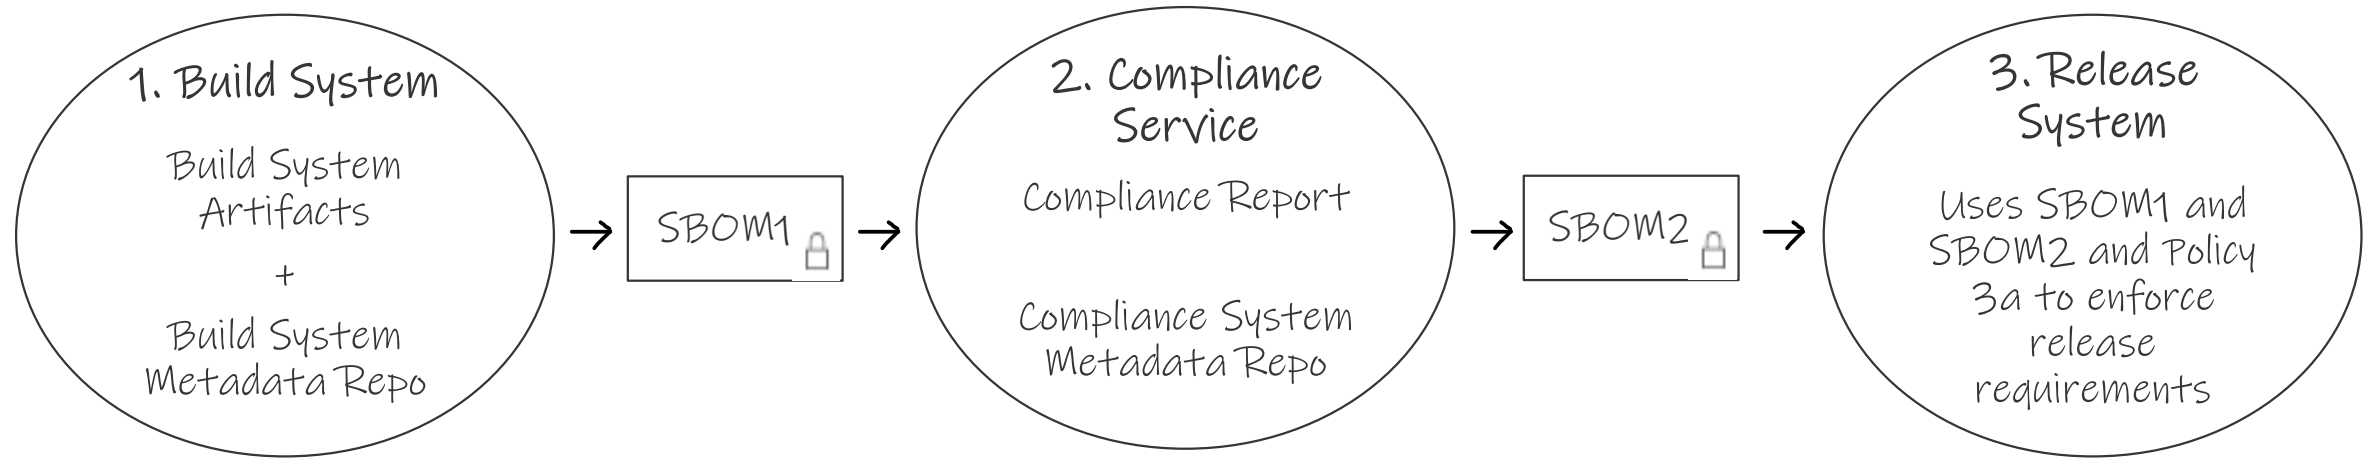 1. Build System
Build System
Artifacts
+
Build System
Metadata Repo
SBOM1
2. Compliance
Service
Compliance Report
Compliance System
Metadata Repo
SBOM2
3. Release
System
Uses SBOM1 and
SBOM2 and Policy
3a to enforce
release
requirements